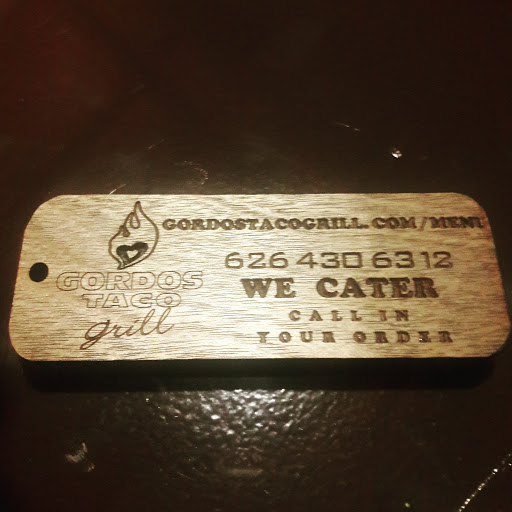 GORDOSTACOGRILL.COM/MENU
626 430 6312
WE CATER
CALL IN
YOUR ORDER
GORDOS
TACO
grill